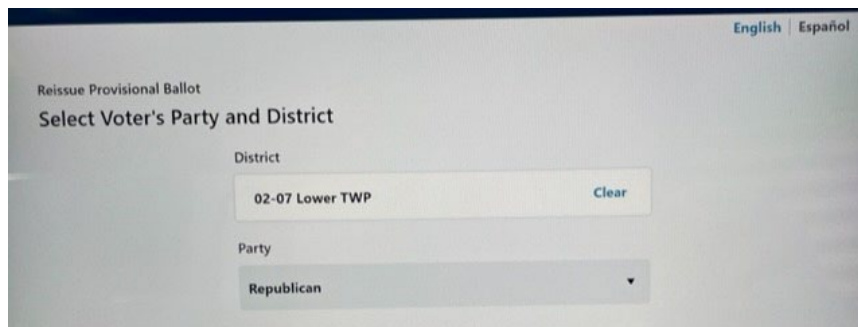 English | Español
Reissue Provisional Ballot
Select Voter's Party and District
District
02-07 Lower TWP Clear
Party
Republican